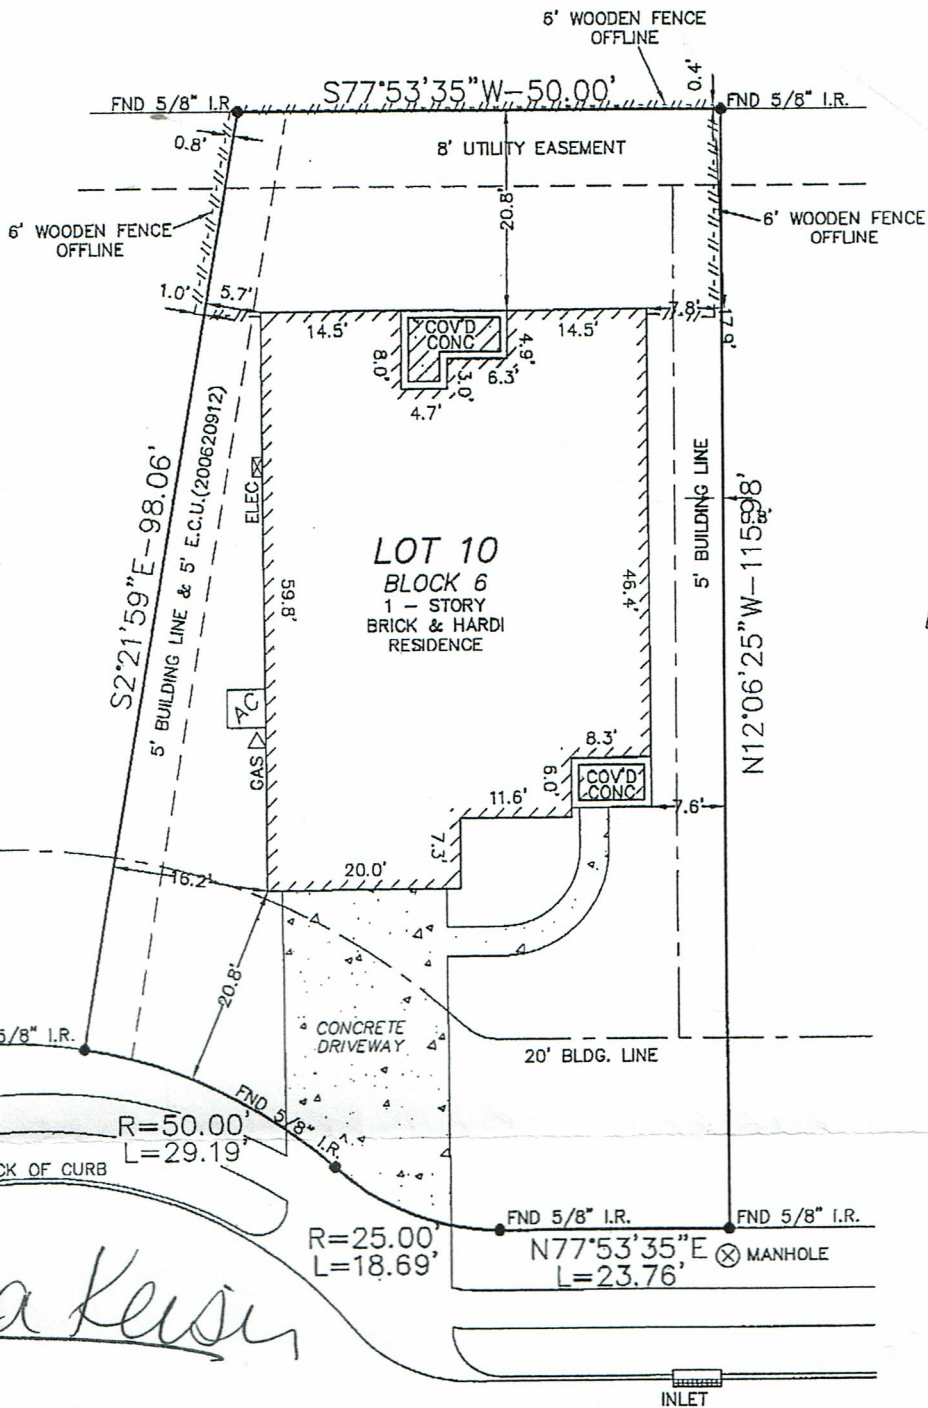 6' WOODEN FENCE
OFFLINE
0.4'
S77°53'35"W-50.00'
FND 5/8" I.R.
FND 5/8" I.R.
0.8'
8' UTILITY EASEMENT
20.8'
6' WOODEN FENCE
OFFLINE
6' WOODEN FENCE
OFFLINE
1.0'
5.7'
7.8'
17.9'
14.5'
COV'D
CONC
14.5'
8.0'
4.9'
6.3'
3.0'
4.7'
S2°21'59"E-98.06'
5' BUILDING LINE & 5' E.C.U.(200620912)
ELEC
LOT 10
BLOCK 6
1 - STORY
BRICK & HARDI
RESIDENCE
59.8'
46.4'
5' BUILDING LINE
0.8'
N12°06'25"W-115.98'
AC
GAS
8.3'
6.0'
COV'D
CONC
11.6'
7.6'
7.3'
20.0'
16.2'
20.8'
5/8" I.R.
CONCRETE
DRIVEWAY
20' BLDG. LINE
FND 5/8" I.R.
R=50.00'
L=29.19'
CK OF CURB
R=25.00'
L=18.69'
FND 5/8" I.R.
FND 5/8" I.R.
N77°53'35"E
L=23.76'
MANHOLE
INLET